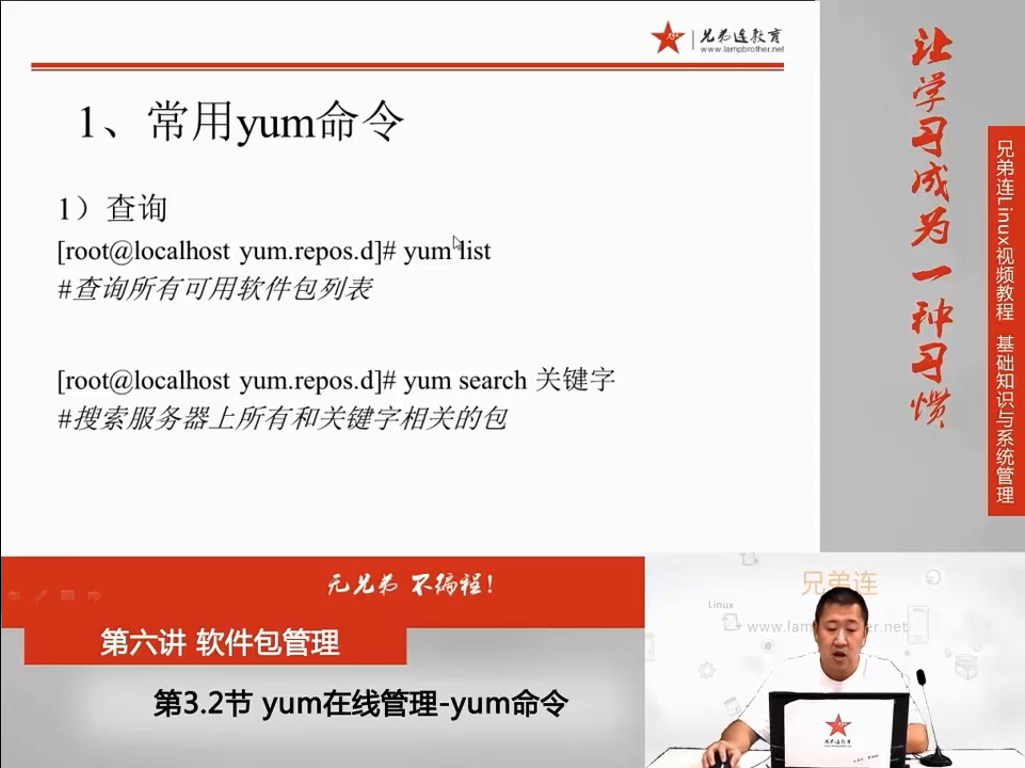 兄弟连教育
www.lampbrother.net
1、常用yum命令
1）查询
[root@localhost yum.repos.d]# yum list
#查询所有可用软件包列表
[root@localhost yum.repos.d]# yum search 关键字
#搜索服务器上所有和关键字相关的包
让学习成为一种习惯
兄弟连Linux视频教程 基础知识与系统管理
无兄弟 不编程！
第六讲 软件包管理
第3.2节 yum在线管理-yum命令
兄弟连
Linux
兄弟连教育